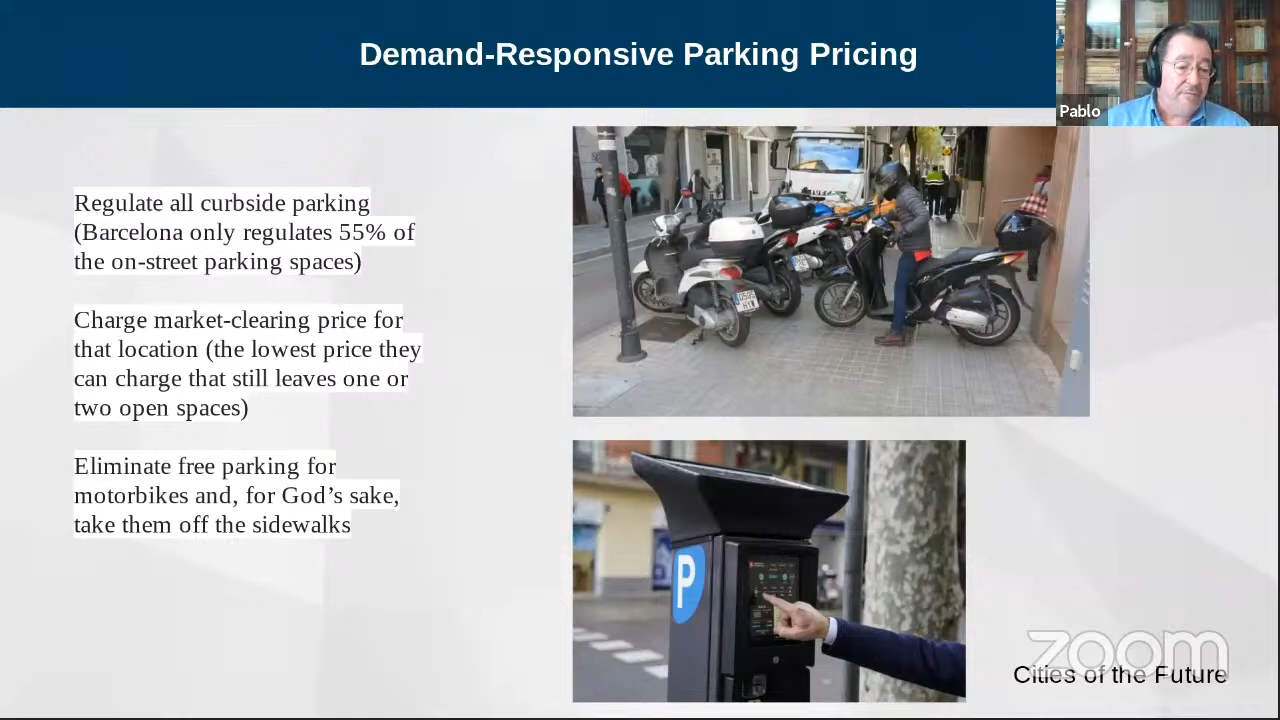 Demand-Responsive Parking Pricing
Pablo
Regulate all curbside parking
(Barcelona only regulates 55% of
the on-street parking spaces)
Charge market-clearing price for
that location (the lowest price they
can charge that still leaves one or
two open spaces)
Eliminate free parking for
motorbikes and, for God’s sake,
take them off the sidewalks
P
zoom
Cities of the Future